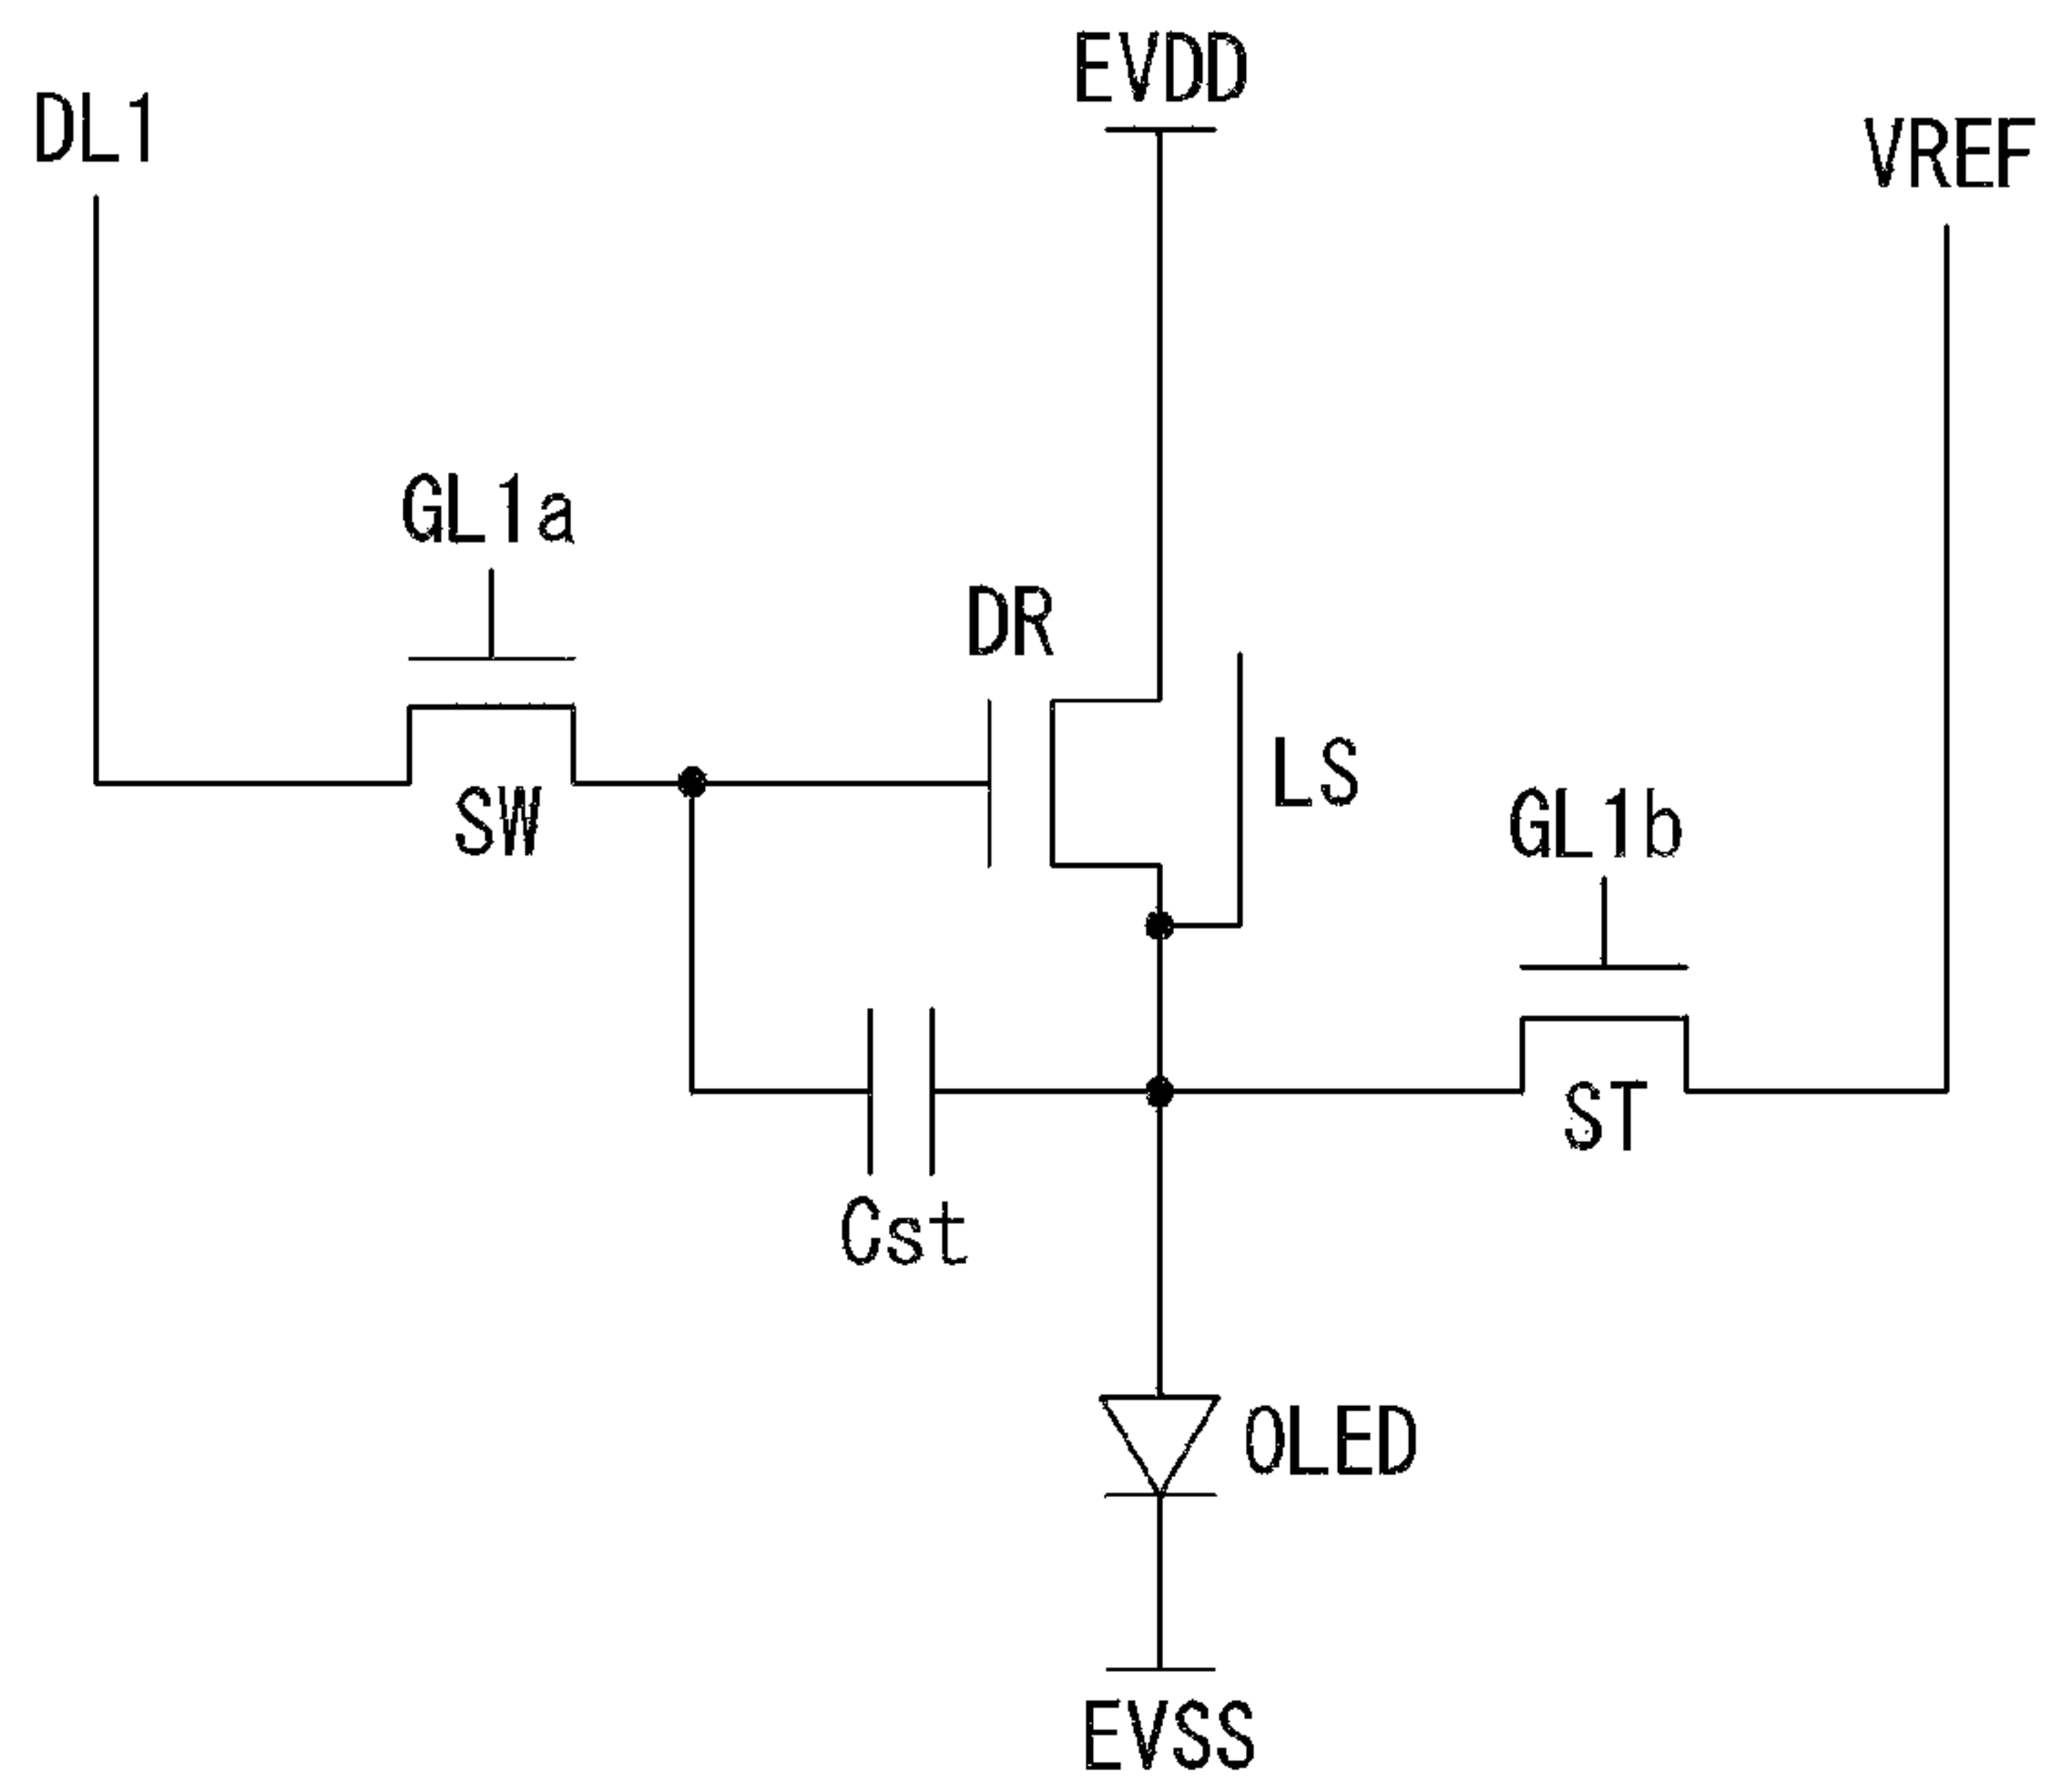 EVDD
DL1
VREF
GL1a
DR
LS
SW
GL1b
ST
Cst
OLED
EVSS